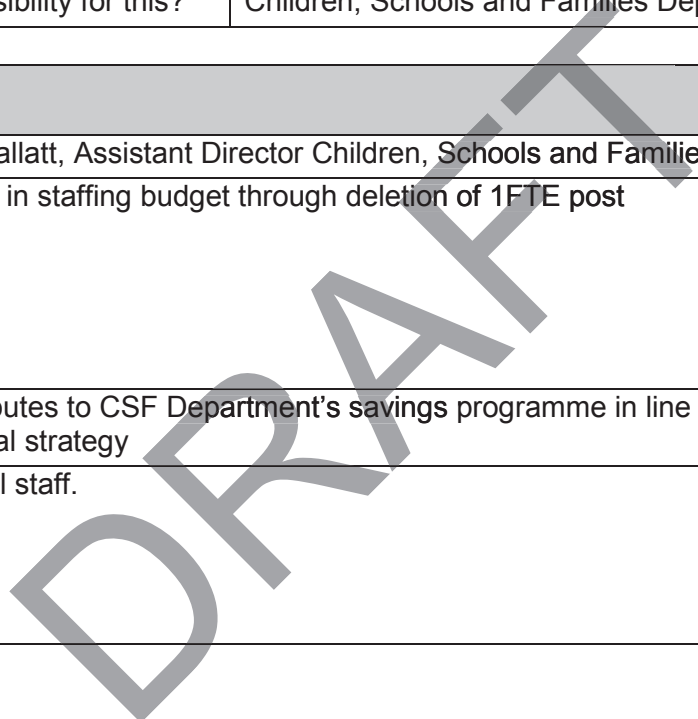 sibility for this? Children, Schools and Families Dep
allatt, Assistant Director Children, Schools and Familie
in staffing budget through deletion of 1FTE post
outes to CSF Department's savings programme in line
al strategy
l staff.
DRAFT